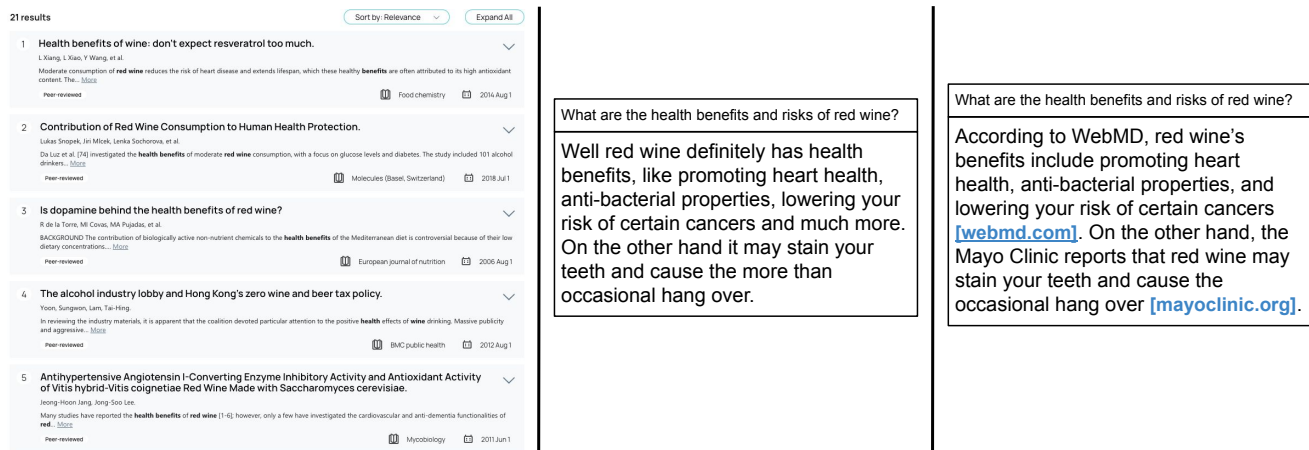 21 results
Sort by: Relevance
Expand All
1 Health benefits of wine: don't expect resveratrol too much.
L Xiang, L Xiao, Y Wang, et al.
Moderate consumption of red wine reduces the risk of heart disease and extends lifespan, which these healthy benefits are often attributed to its high antioxidant
content. The... More
Peer-reviewed
Food chemistry
2014 Aug 1
2 Contribution of Red Wine Consumption to Human Health Protection.
Lukas Snopek, Jiri Mlcek, Lenka Sochorova, et al.
Da Luz et al. [74] investigated the health benefits of moderate red wine consumption, with a focus on glucose levels and diabetes. The study included 101 alcohol
drinkers... More
Peer-reviewed
Molecules (Basel, Switzerland)
2018 Jul 1
3 Is dopamine behind the health benefits of red wine?
R de la Torre, MI Covas, MA Pujadas, et al.
BACKGROUND The contribution of biologically active non-nutrient chemicals to the health benefits of the Mediterranean diet is controversial because of their low
dietary concentrations.... More
Peer-reviewed
European journal of nutrition
2006 Aug 1
4 The alcohol industry lobby and Hong Kong's zero wine and beer tax policy.
Yoon, Sungwon, Lam, Tai-Hing.
In reviewing the industry materials, it is apparent that the coalition devoted particular attention to the positive health effects of wine drinking. Massive publicity
and aggressive... More
Peer-reviewed
BMC public health
2012 Aug 1
5 Antihypertensive Angiotensin I-Converting Enzyme Inhibitory Activity and Antioxidant Activity
of Vitis hybrid-Vitis coignetiae Red Wine Made with Saccharomyces cerevisiae.
Jeong-Hoon Jang, Jong-Soo Lee.
Many studies have reported the health benefits of red wine [1-6]; however, only a few have investigated the cardiovascular and anti-dementia functionalities of
red... More
Peer-reviewed
Mycobiology
2011 Jun 1
What are the health benefits and risks of red wine?
Well red wine definitely has health
benefits, like promoting heart health,
anti-bacterial properties, lowering your
risk of certain cancers and much more.
On the other hand it may stain your
teeth and cause the more than
occasional hang over.
What are the health benefits and risks of red wine?
According to WebMD, red wine's
benefits include promoting heart
health, anti-bacterial properties, and
lowering your risk of certain cancers
[webmd.com]. On the other hand, the
Mayo Clinic reports that red wine may
stain your teeth and cause the
occasional hang over [mayoclinic.org].